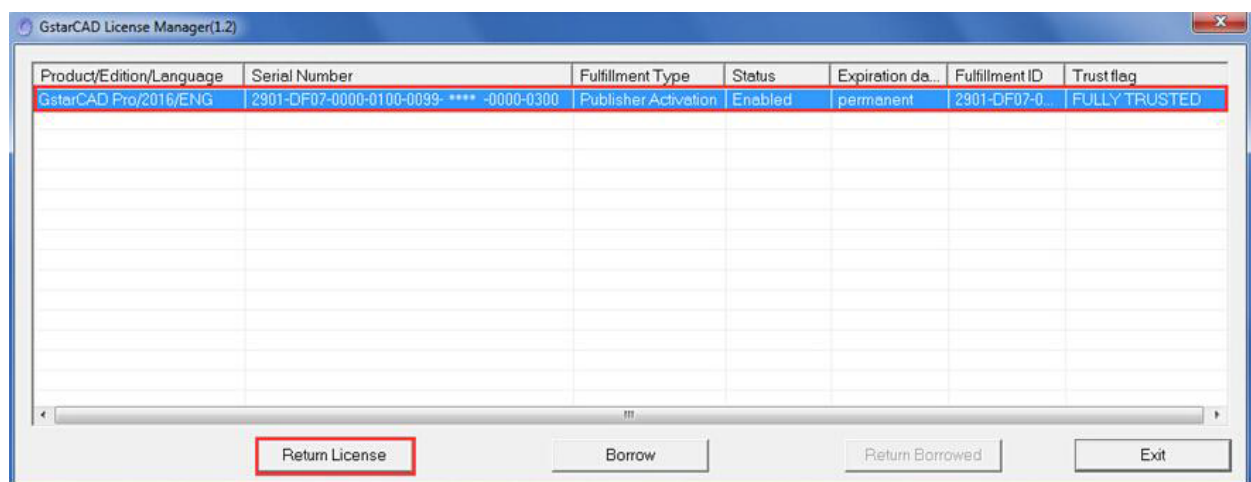 GstarCAD License Manager(1.2)
Product/Edition/Language Serial Number Fulfillment Type Status Expiration da... Fulfillment ID Trust flag
GstarCAD Pro/2016/ENG 2901-DF07-0000-0100-0099- **** -0000-0300 Publisher Activation Enabled permanent 2901-DF07-0... FULLY TRUSTED
Return License Borrow Return Borrowed Exit